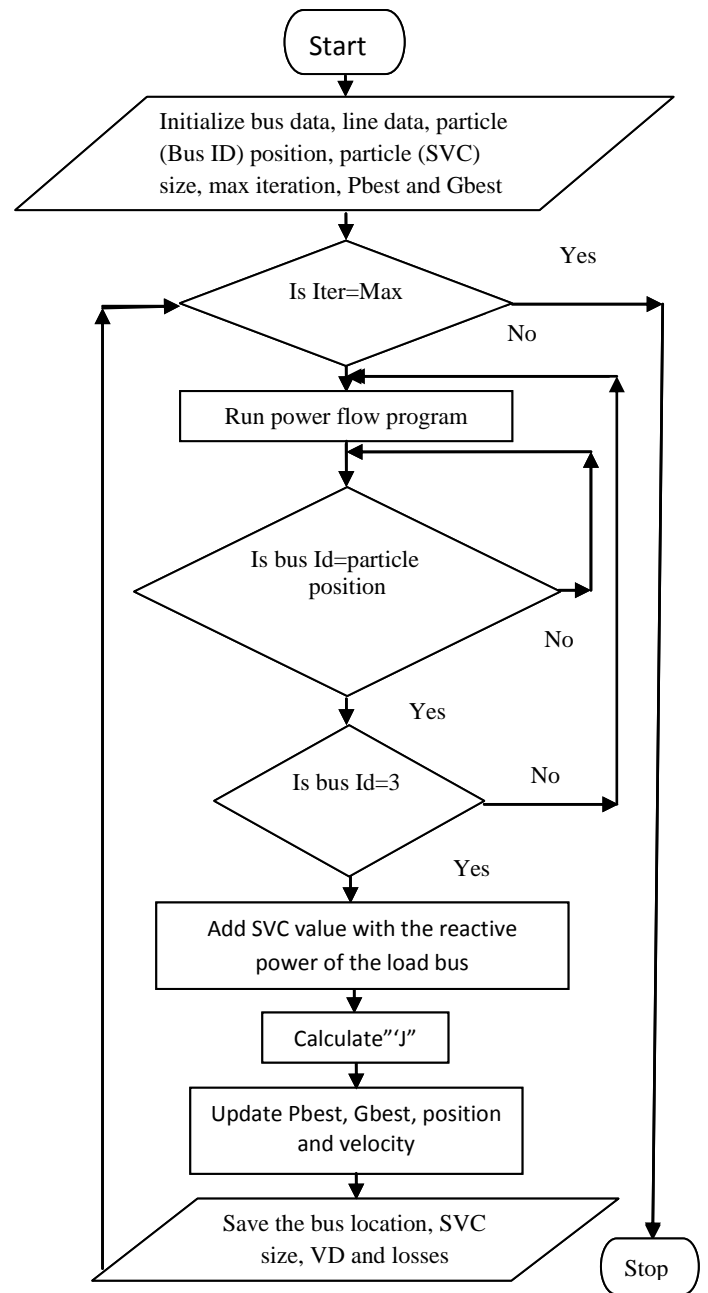 Start
Initialize bus data, line data, particle
(Bus ID) position, particle (SVC)
size, max iteration, Pbest and Gbest
Yes
Is Iter=Max
No
Run power flow program
Is bus Id=particle
position
No
Yes
Is bus Id=3
No
Yes
Add SVC value with the reactive
power of the load bus
Calculate”‘J”
Update Pbest, Gbest, position
and velocity
Save the bus location, SVC
size, VD and losses
Stop